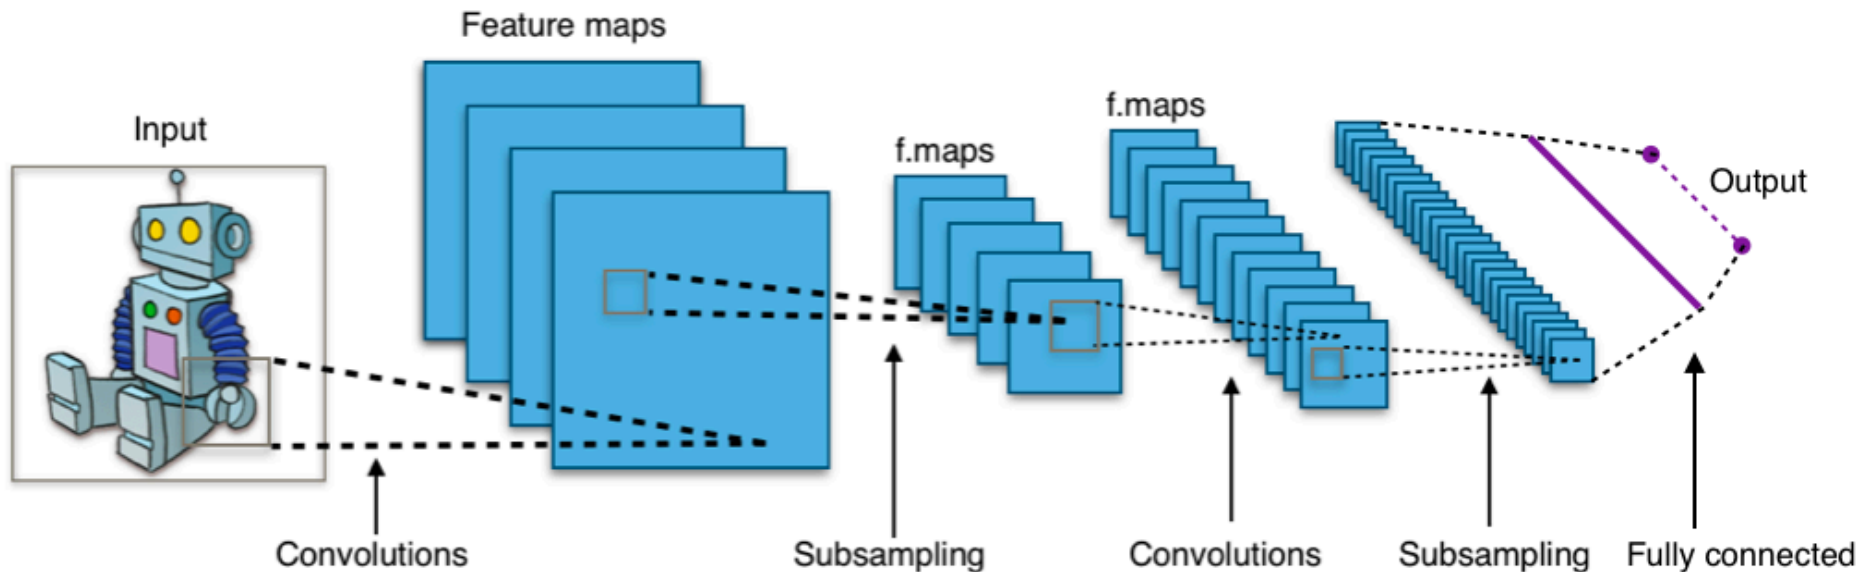 Feature maps
f.maps
Input
f.maps
Output
Convolutions
Subsampling
Convolutions
Subsampling
Fully connected